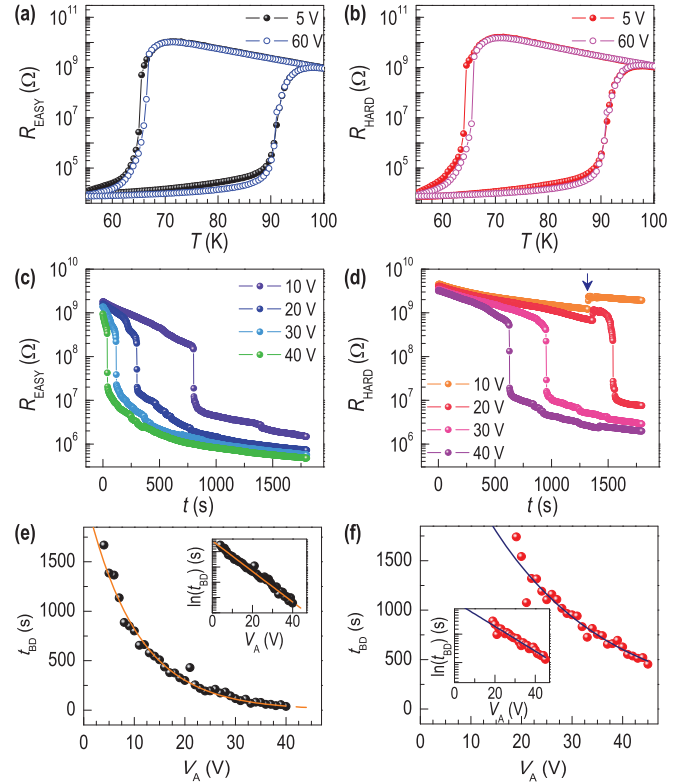 (a)
10^11
10^9
10^7
10^5
R_EASY (Ω)
5 V
60 V
60 70 80 90 100
T (K)
(b)
10^11
10^9
10^7
10^5
R_HARD (Ω)
5 V
60 V
60 70 80 90 100
T (K)
(c)
10^10
10^9
10^8
10^7
10^6
R_EASY (Ω)
10 V
20 V
30 V
40 V
0 500 1000 1500
t (s)
(d)
10^10
10^9
10^8
10^7
10^6
R_HARD (Ω)
10 V
20 V
30 V
40 V
0 500 1000 1500
t (s)
(e)
1500
1000
500
0
t_BD (s)
ln(t_BD) (s)
0 20 40
V_A (V)
0 10 20 30 40
V_A (V)
(f)
1500
1000
500
0
t_BD (s)
ln(t_BD) (s)
0 20 40
V_A (V)
0 10 20 30 40
V_A (V)